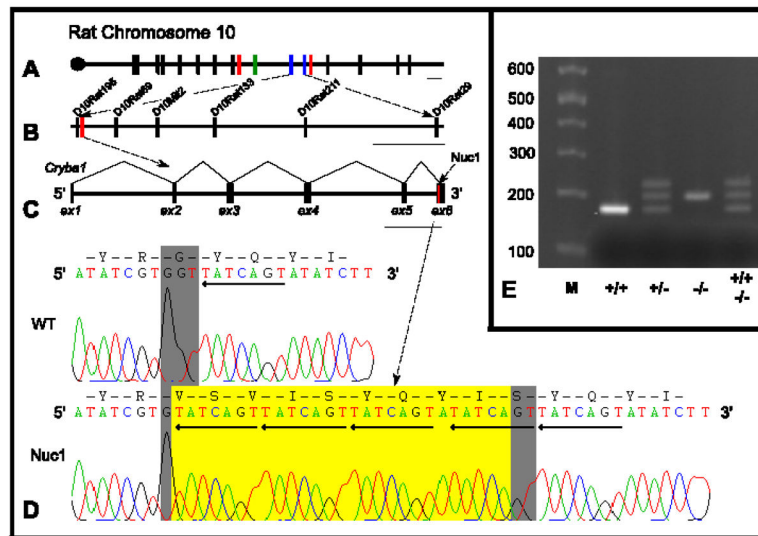 Rat Chromosome 10
A
D10Rat195 D10Rat69 D10Mit2 D10Rat133 D10Rat211 D10Rat29
B
Cryba1 Nuc1
5' 3'
C
ex1 ex2 ex3 ex4 ex5 ex6
-Y--R--G--Y--Q--Y--I-
5' ATATCGTGGTTATCAGTATATCTT 3'
WT
-Y--R--V--S--V--I--S--Y--Q--Y--I--S--Y--Q--Y--I-
5' ATATCGTGTATCAGTTATCAGTTATCAGTATATCAGTTATCAGTATATCTT 3'
Nuc1
D
600
500
400
300
200
100
E M +/+ +/- -/- +/+
-/-